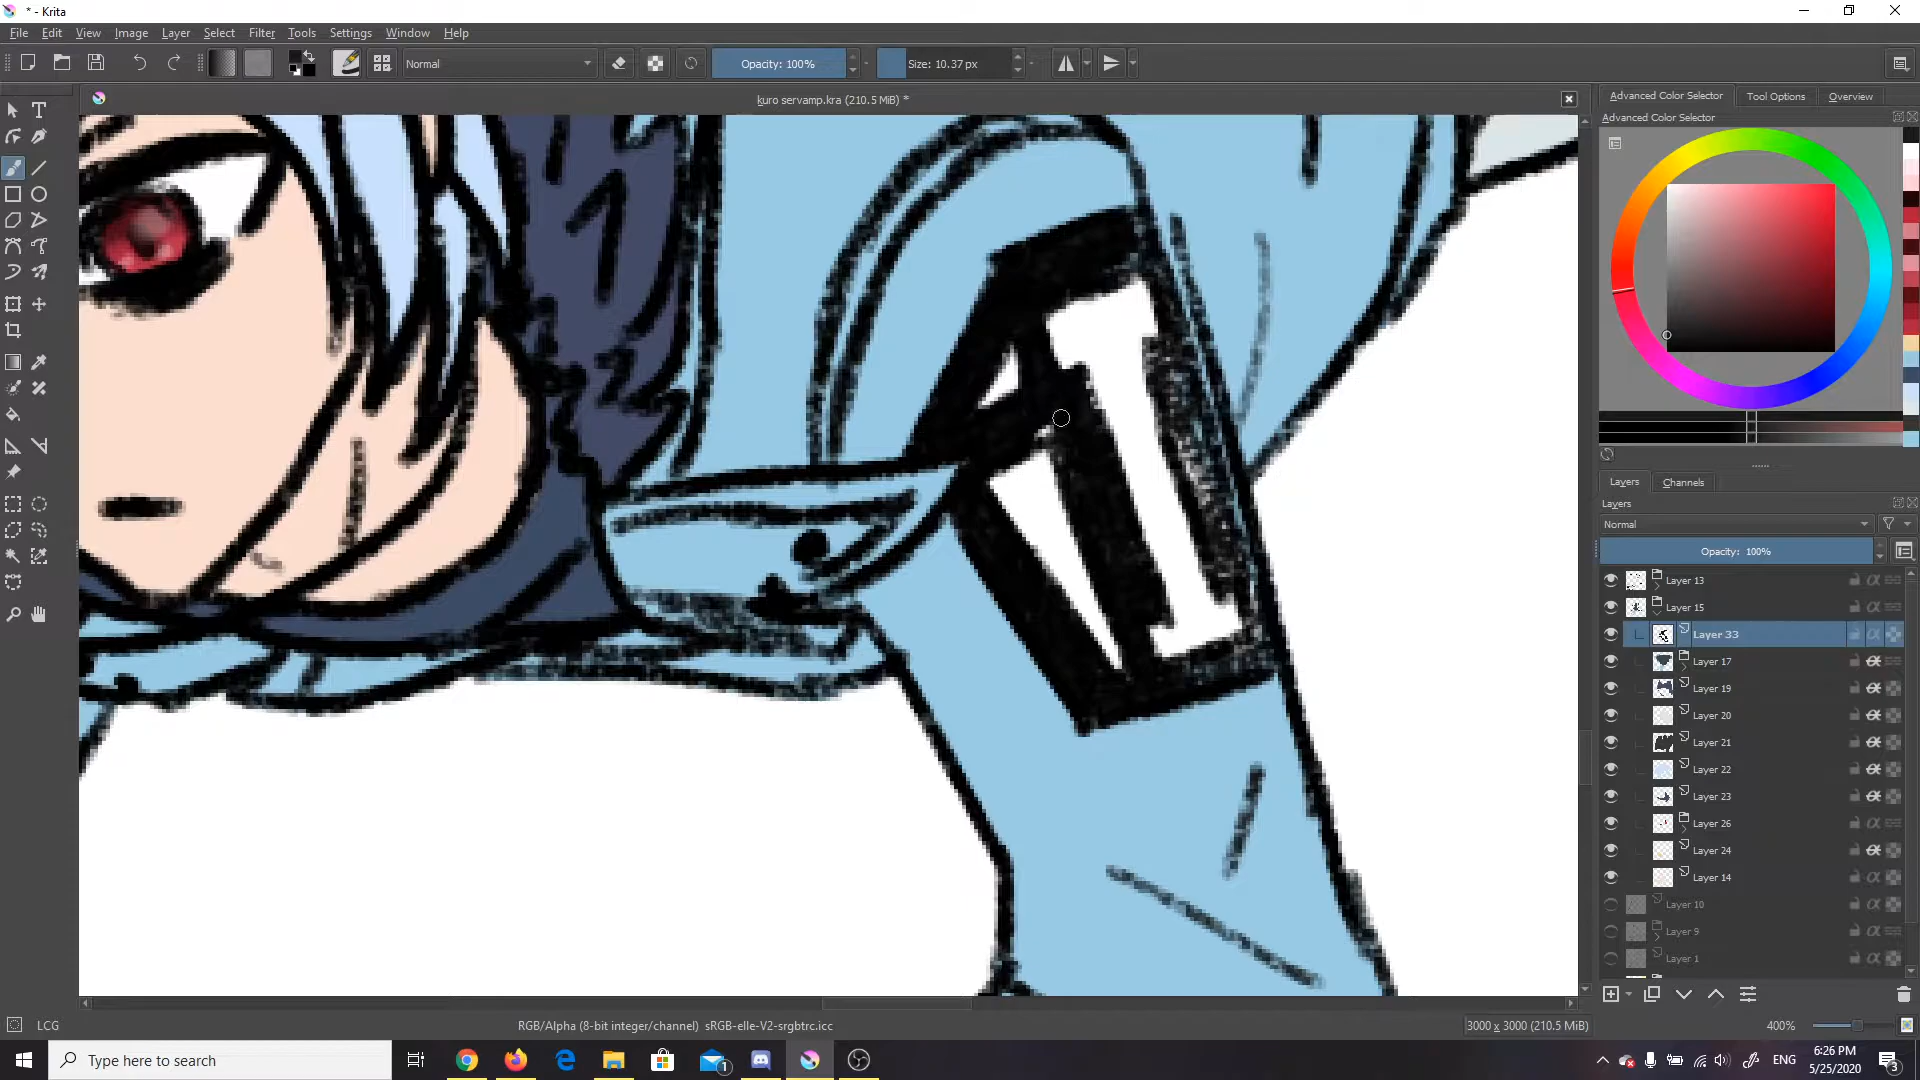 * - Krita
File Edit View Image Layer Select Filter Tools Settings Window Help
Normal
Opacity: 100%
Size: 10.37 px
kuro servamp.kra (210.5 MiB) *
Advanced Color Selector Tool Options Overview
Advanced Color Selector
Layers Channels
Layers
Normal
Opacity: 100%
Layer 13
Layer 15
Layer 33
Layer 17
Layer 19
Layer 20
Layer 21
Layer 22
Layer 23
Layer 26
Layer 24
Layer 14
Layer 10
Layer 9
Layer 1
LCG
RGB/Alpha (8-bit integer/channel) sRGB-elle-V2-srgbtrc.icc
3000 x 3000 (210.5 MiB)
400%
Type here to search
1
ENG
6:26 PM
5/25/2020
3